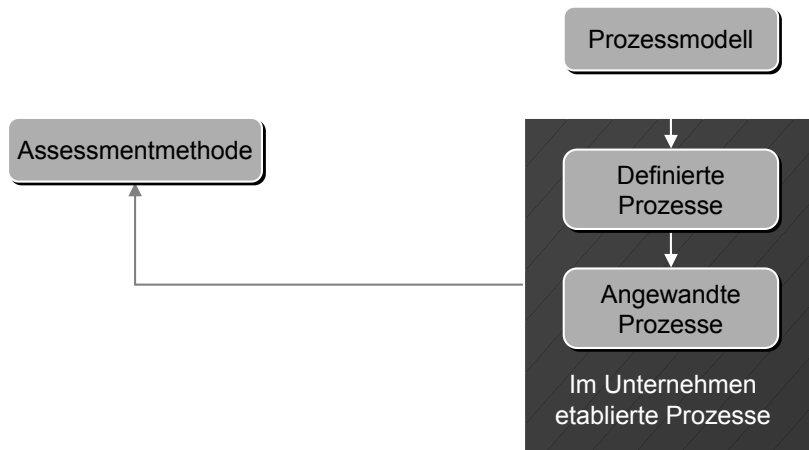 Prozessmodell
Assessmentmethode
Definierte
Prozesse
Angewandte
Prozesse
Im Unternehmen
etablierte Prozesse